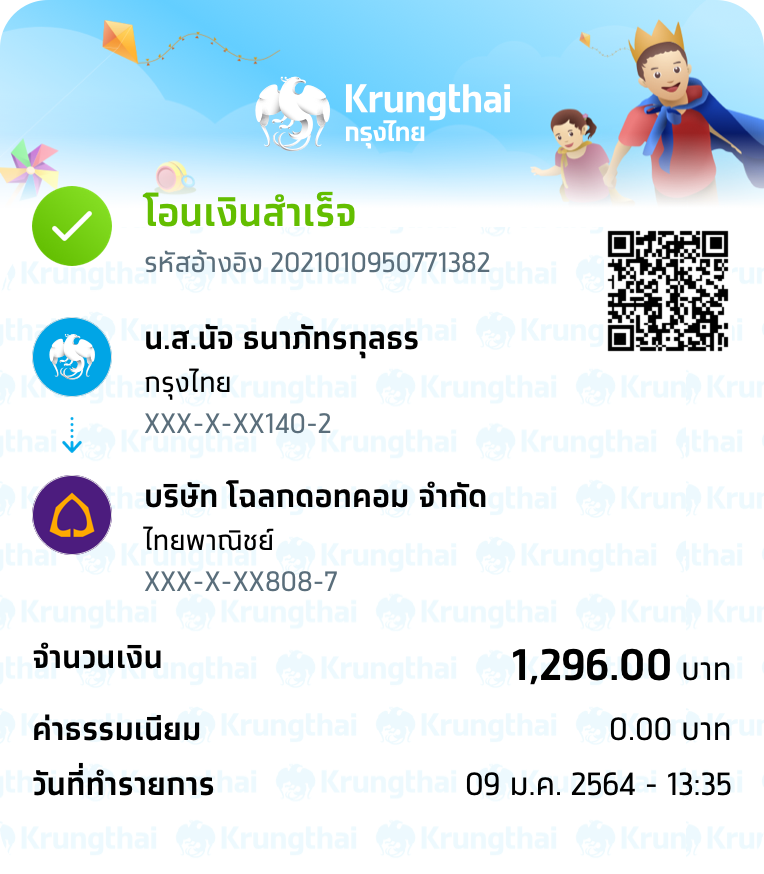 Krungthai
กรุงไทย
โอนเงินสำเร็จ
รหัสอ้างอิง 2021010950771382
น.ส.นัจ ธนาภัทรกุลธร
กรุงไทย
XXX-X-XX140-2
บริษัท โฉลกดอทคอม จำกัด
ไทยพาณิชย์
XXX-X-XX808-7
จำนวนเงิน 1,296.00 บาท
ค่าธรรมเนียม 0.00 บาท
วันที่ทำรายการ 09 ม.ค. 2564 - 13:35